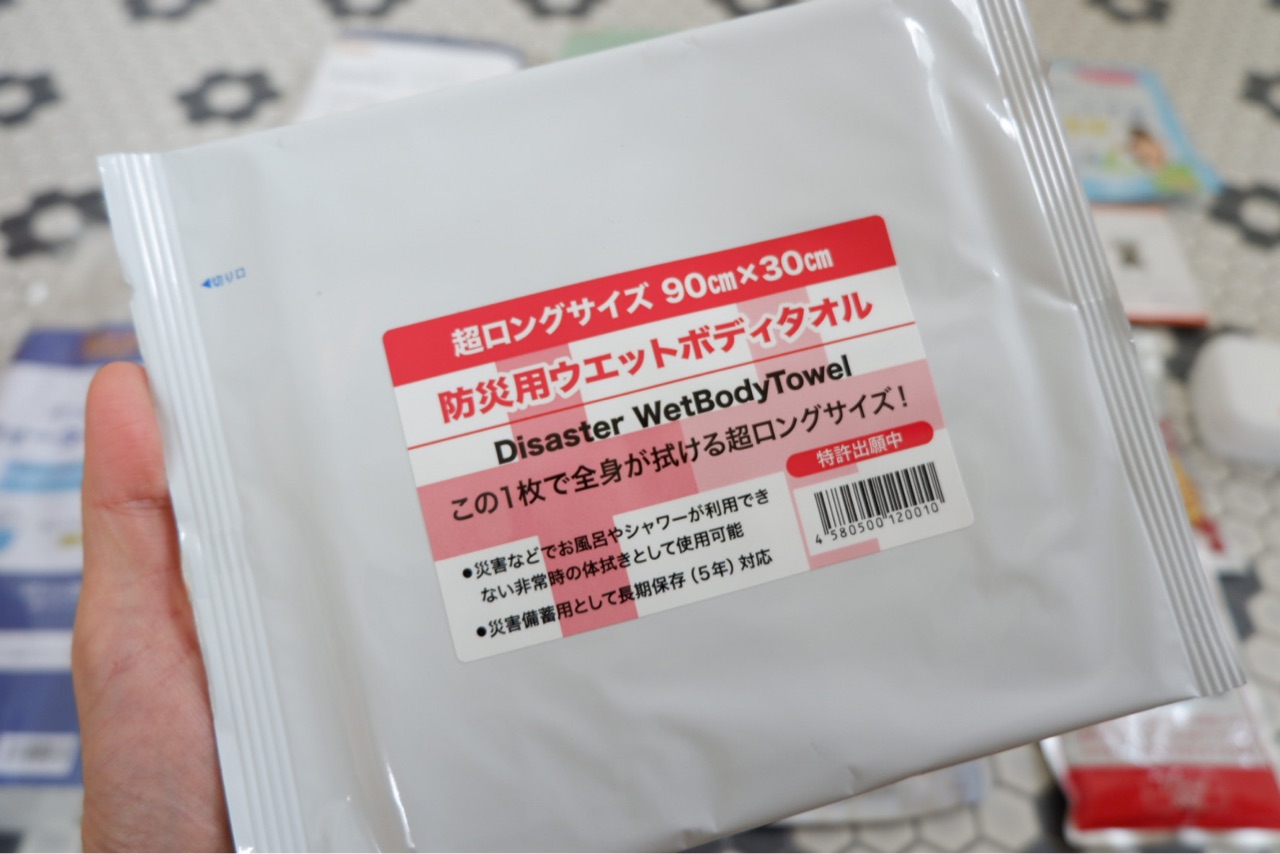 ◀切り口
超ロングサイズ 90㎝×30㎝
防災用ウエットボディタオル
Disaster WetBodyTowel
この1枚で全身が拭ける超ロングサイズ!
特許出願中
●災害などでお風呂やシャワーが利用でき
ない非常時の体拭きとして使用可能
●災害備蓄用として長期保存(5年)対応
4 580500 120010